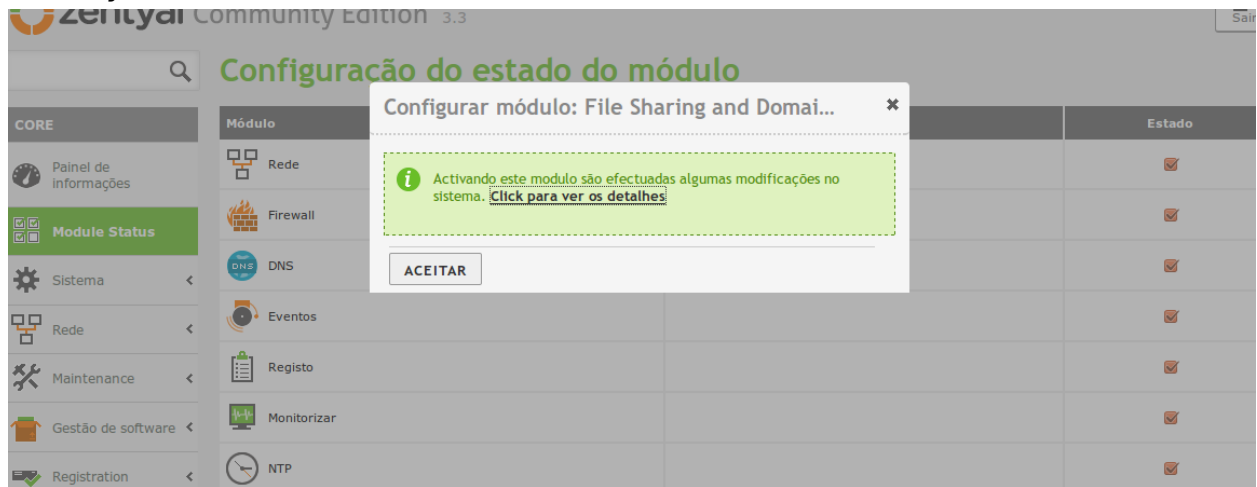 zentyal Community Edition 3.3
Sair
Configuração do estado do módulo
Configurar módulo: File Sharing and Domai...
CORE
Módulo
Estado
Painel de
informações
Rede
Activando este modulo são efectuadas algumas modificações no
sistema. Click para ver os detalhes
Module Status
Firewall
ACEITAR
Sistema
DNS
DNS
Rede
Eventos
Maintenance
Registo
Gestão de software
Monitorizar
Registration
NTP